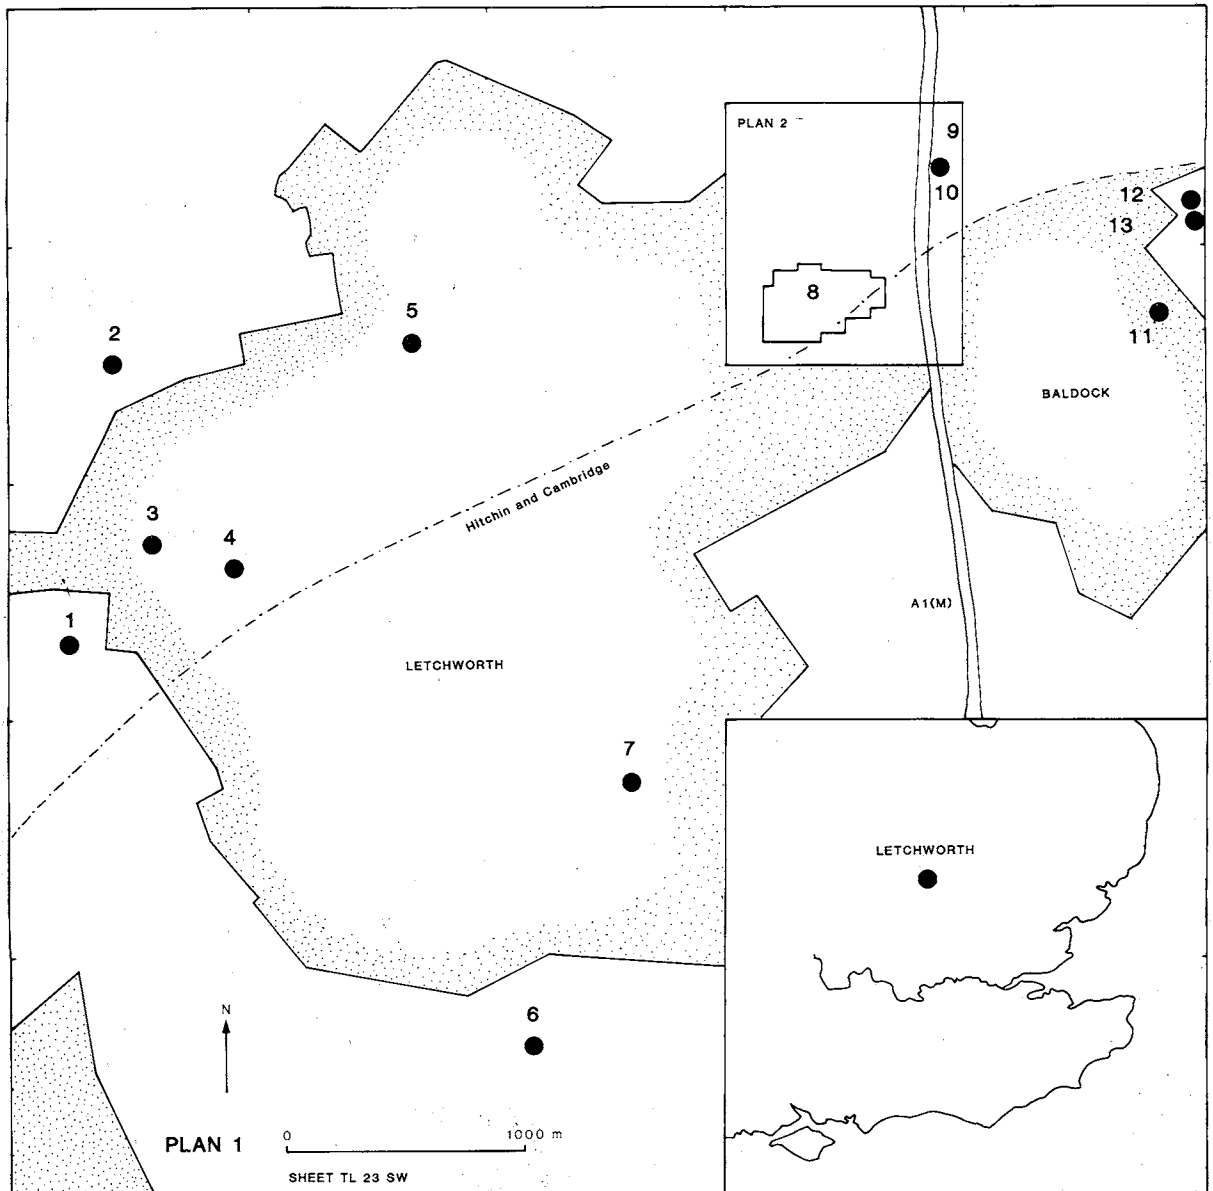 PLAN 2
9
10
12
13
8
5
2
11
BALDOCK
Hitchin and Cambridge
3
4
A1(M)
1
LETCHWORTH
7
LETCHWORTH
6
N
PLAN 1
0 1000 m
SHEET TL 23 SW